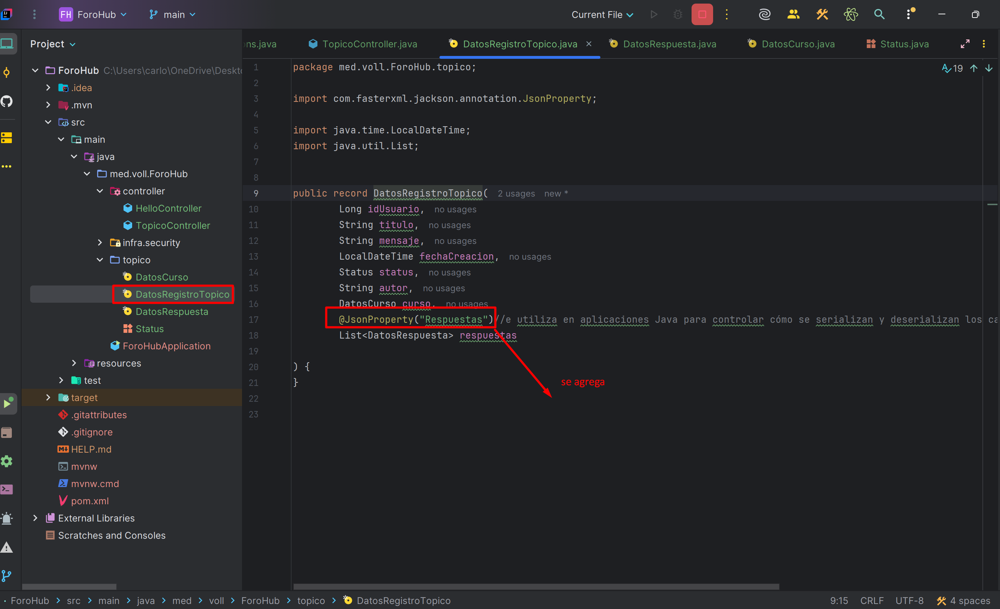 FH ForoHub main Current File
Project
ForoHub C:\Users\carlo\OneDrive\Deskto
.idea
.mvn
src
main
java
med.voll.ForoHub
controller
HelloController
TopicoController
infra.security
topico
DatosCurso
DatosRegistroTopico
DatosRespuesta
Status
ForoHubApplication
resources
test
target
.gitattributes
.gitignore
HELP.md
mvnw
mvnw.cmd
pom.xml
External Libraries
Scratches and Consoles
ns.java TopicoController.java DatosRegistroTopico.java DatosRespuesta.java DatosCurso.java Status.java
19
1 package med.voll.ForoHub.topico;
2
3 import com.fasterxml.jackson.annotation.JsonProperty;
4
5 import java.time.LocalDateTime;
6 import java.util.List;
7
8
9 public record DatosRegistroTopico( 2 usages new *
10 Long idUsuario, no usages
11 String titulo, no usages
12 String mensaje, no usages
13 LocalDateTime fechaCreacion, no usages
14 Status status, no usages
15 String autor, no usages
16 DatosCurso curso, no usages
17 @JsonProperty("Respuestas")//e utiliza en aplicaciones Java para controlar cómo se serializan y deserializan los ca
18 List<DatosRespuesta> respuestas
19
20 ) {
21 }
22
23
se agrega
ForoHub > src > main > java > med > voll > ForoHub > topico > DatosRegistroTopico
9:15 CRLF UTF-8 4 spaces